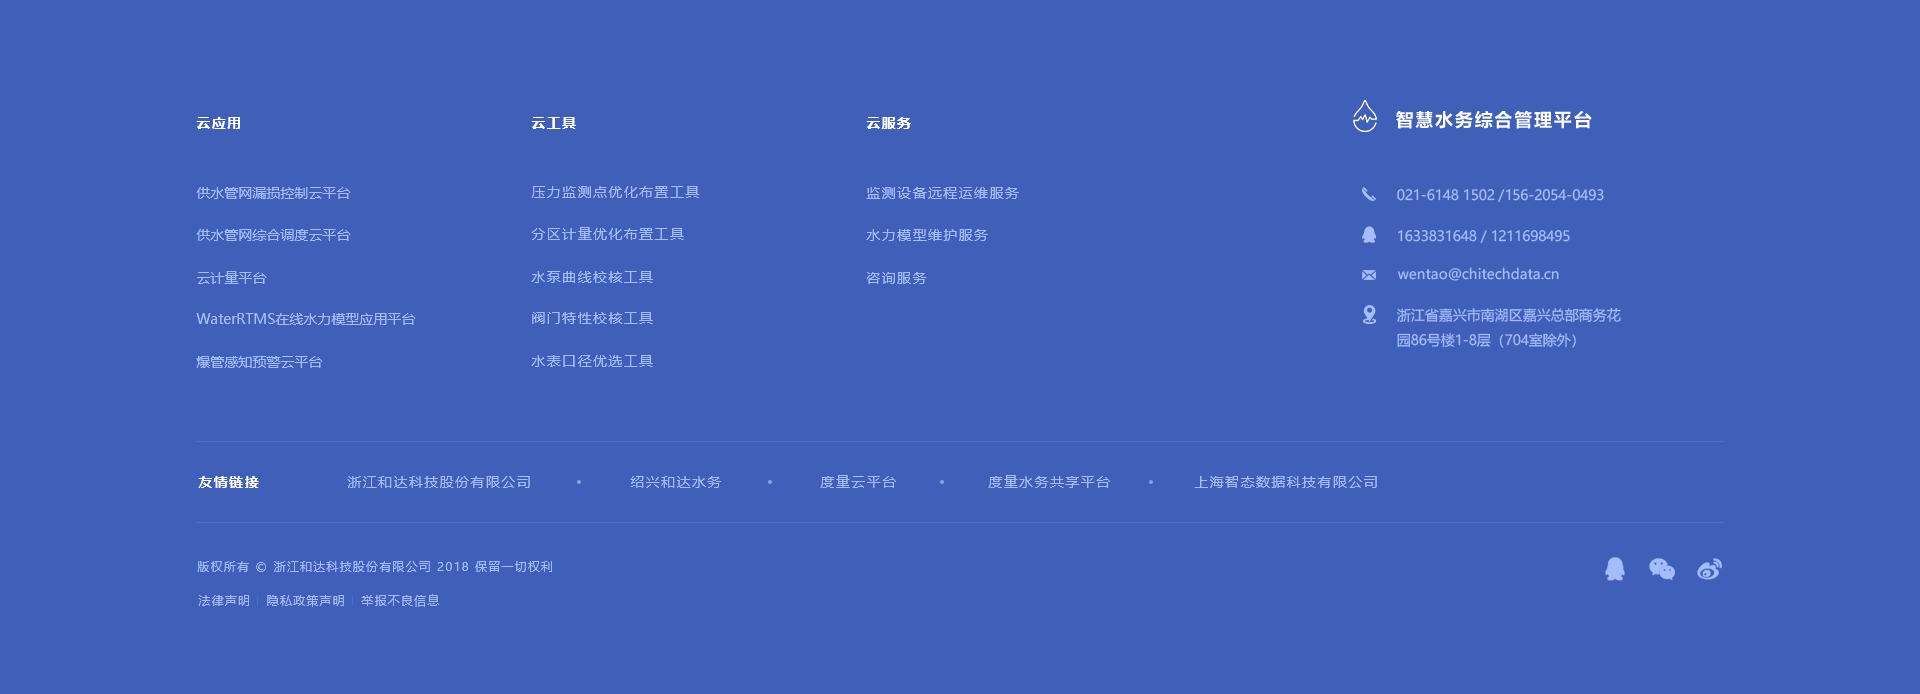 云应用
供水管网漏损控制云平台
供水管网综合调度云平台
云计量平台
WaterRTMS在线水力模型应用平台
爆管感知预警云平台
云工具
压力监测点优化布置工具
分区计量优化布置工具
水泵曲线校核工具
阀门特性校核工具
水表口径优选工具
云服务
监测设备远程运维服务
水力模型维护服务
咨询服务
智慧水务综合管理平台
021-6148 1502 /156-2054-0493
1633831648 / 1211698495
wentao@chitechdata.cn
浙江省嘉兴市南湖区嘉兴总部商务花
园86号楼1-8层（704室除外）
友情链接 浙江和达科技股份有限公司 • 绍兴和达水务 • 度量云平台 • 度量水务共享平台 • 上海智态数据科技有限公司
版权所有 © 浙江和达科技股份有限公司 2018 保留一切权利
法律声明 | 隐私政策声明 | 举报不良信息